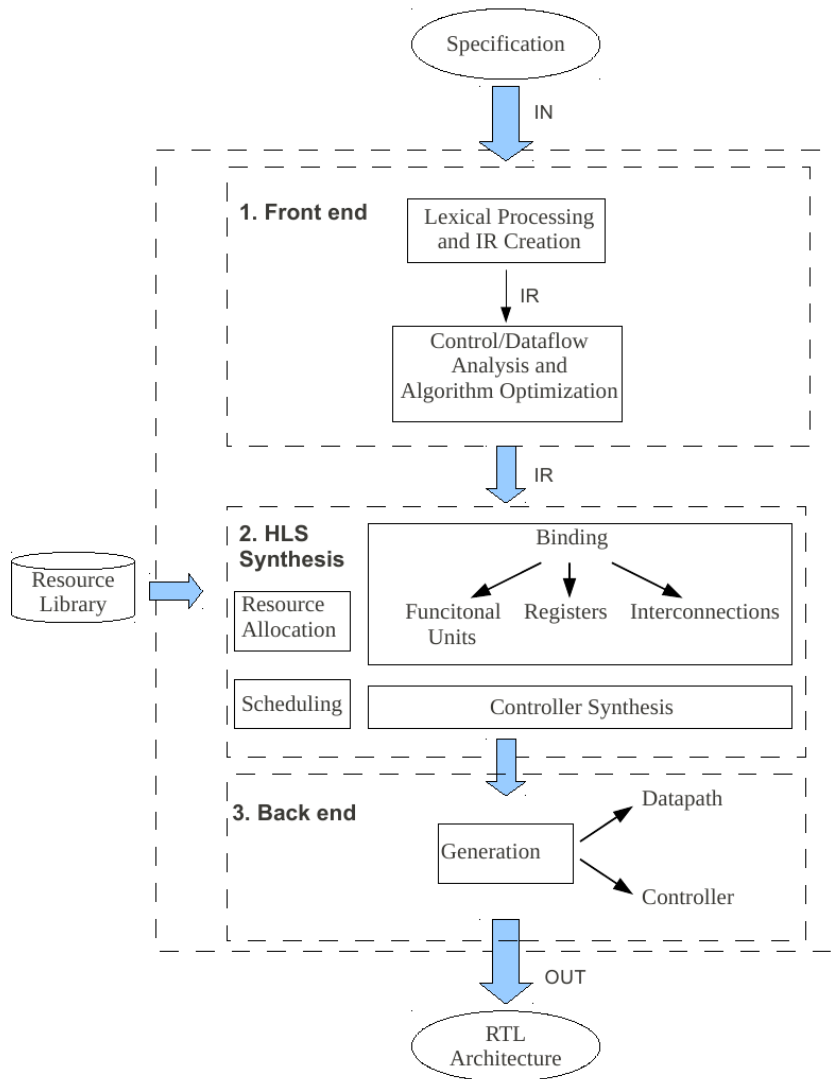 Specification
IN
1. Front end
Lexical Processing
and IR Creation
IR
Control/Dataflow
Analysis and
Algorithm Optimization
IR
2. HLS
Synthesis
Binding
Resource
Library
Resource
Allocation
Funcitonal
Units
Registers
Interconnections
Scheduling
Controller Synthesis
3. Back end
Datapath
Generation
Controller
OUT
RTL
Architecture